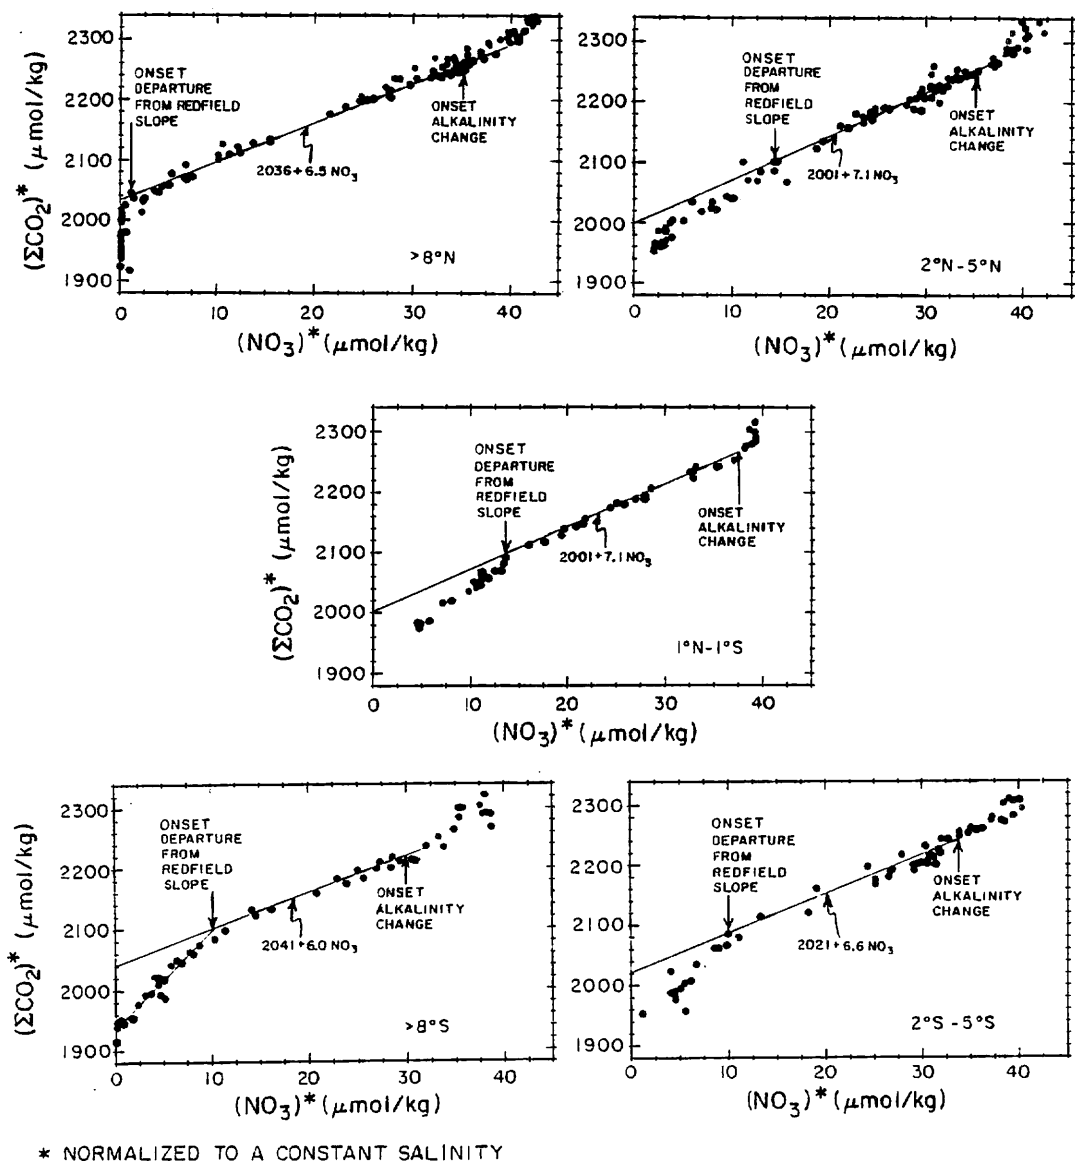 2300
2200
2100
2000
1900
(ΣCO₂)* (μmol/kg)
ONSET
DEPARTURE
FROM REDFIELD
SLOPE
ONSET
ALKALINITY
CHANGE
2036+6.5 NO₃
>8°N
0 10 20 30 40
(NO₃)* (μmol/kg)
2300
2200
2100
2000
1900
ONSET
DEPARTURE
FROM
REDFIELD
SLOPE
ONSET
ALKALINITY
CHANGE
2001+7.1 NO₃
2°N-5°N
0 10 20 30 40
(NO₃)* (μmol/kg)
2300
2200
2100
2000
1900
(ΣCO₂)* (μmol/kg)
ONSET
DEPARTURE
FROM
REDFIELD
SLOPE
ONSET
ALKALINITY
CHANGE
2001+7.1 NO₃
1°N-1°S
0 10 20 30 40
(NO₃)* (μmol/kg)
2300
2200
2100
2000
1900
(ΣCO₂)* (μmol/kg)
ONSET
DEPARTURE
FROM
REDFIELD
SLOPE
ONSET
ALKALINITY
CHANGE
2041+6.0 NO₃
>8°S
0 10 20 30 40
(NO₃)* (μmol/kg)
2300
2200
2100
2000
1900
ONSET
DEPARTURE
FROM
REDFIELD
SLOPE
ONSET
ALKALINITY
CHANGE
2021+6.6 NO₃
2°S-5°S
0 10 20 30 40
(NO₃)* (μmol/kg)
* NORMALIZED TO A CONSTANT SALINITY